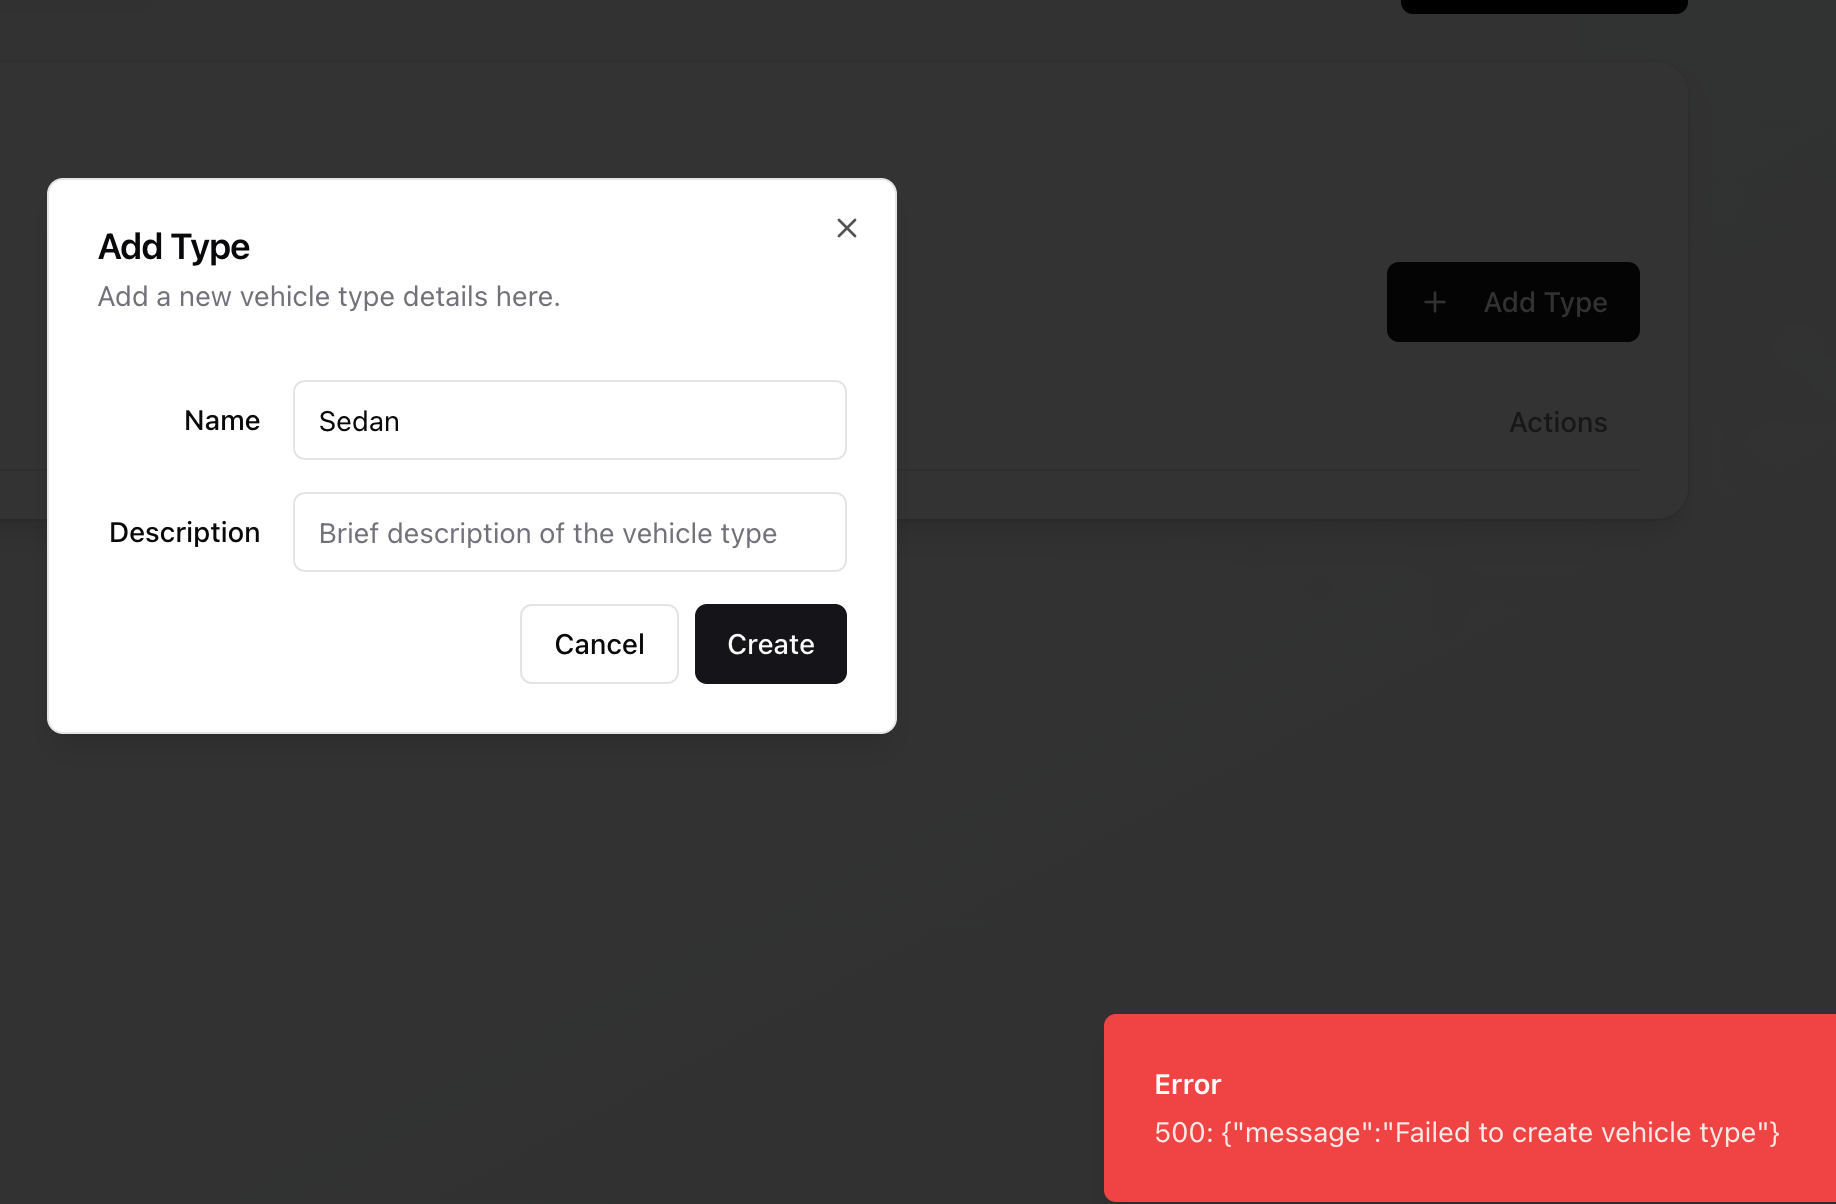 Add Type
Add a new vehicle type details here.
Name
Sedan
Description
Brief description of the vehicle type
Cancel
Create
Add Type
Actions
Error
500: {"message":"Failed to create vehicle type"}